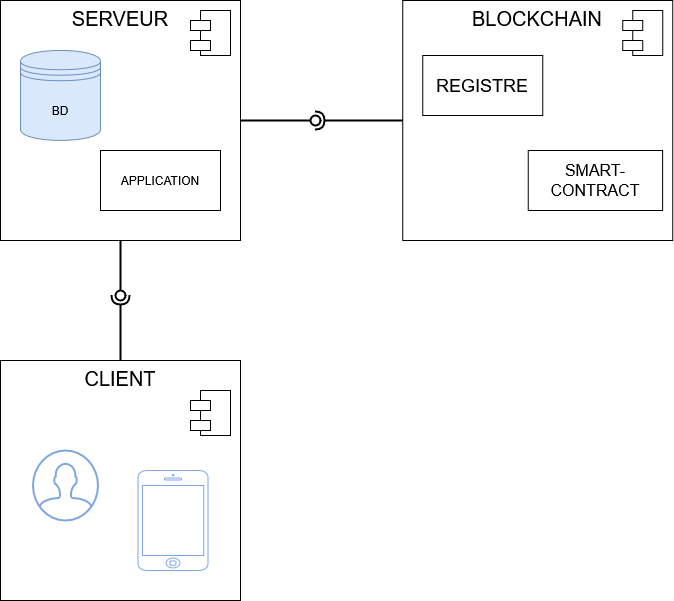 SERVEUR
BD
APPLICATION
BLOCKCHAIN
REGISTRE
SMART-
CONTRACT
CLIENT